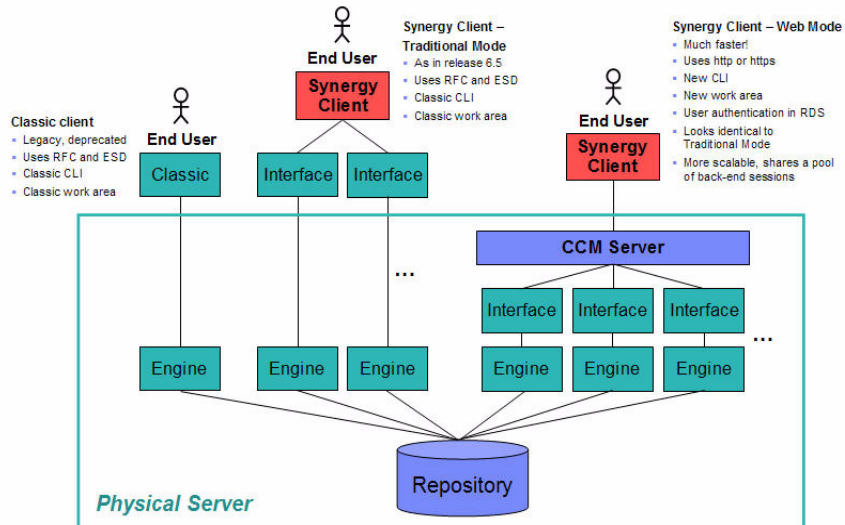 Classic client
Legacy, deprecated
Uses RFC and ESD
Classic CLI
Classic work area
End User
Classic
End User
Synergy
Client
Synergy Client –
Traditional Mode
As in release 6.5
Uses RFC and ESD
Classic CLI
Classic work area
Interface
Interface
End User
Synergy
Client
Synergy Client – Web Mode
Much faster!
Uses http or https
New CLI
New work area
User authentication in RDS
Looks identical to
Traditional Mode
More scalable, shares a pool
of back-end sessions
CCM Server
...
Interface
Interface
Interface
...
Engine
Engine
Engine
Engine
Engine
Engine
Repository
Physical Server